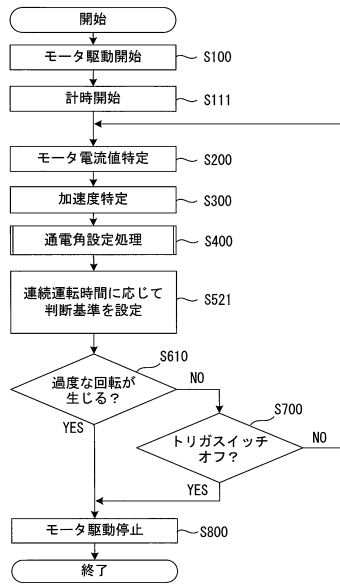 開始
モータ駆動開始
S100
計時開始
S111
モータ電流値特定
S200
加速度特定
S300
通電角設定処理
S400
連続運転時間に応じて
判断基準を設定
S521
過度な回転が
生じる?
S610
NO
YES
トリガスイッチ
オフ?
S700
NO
YES
モータ駆動停止
S800
終了